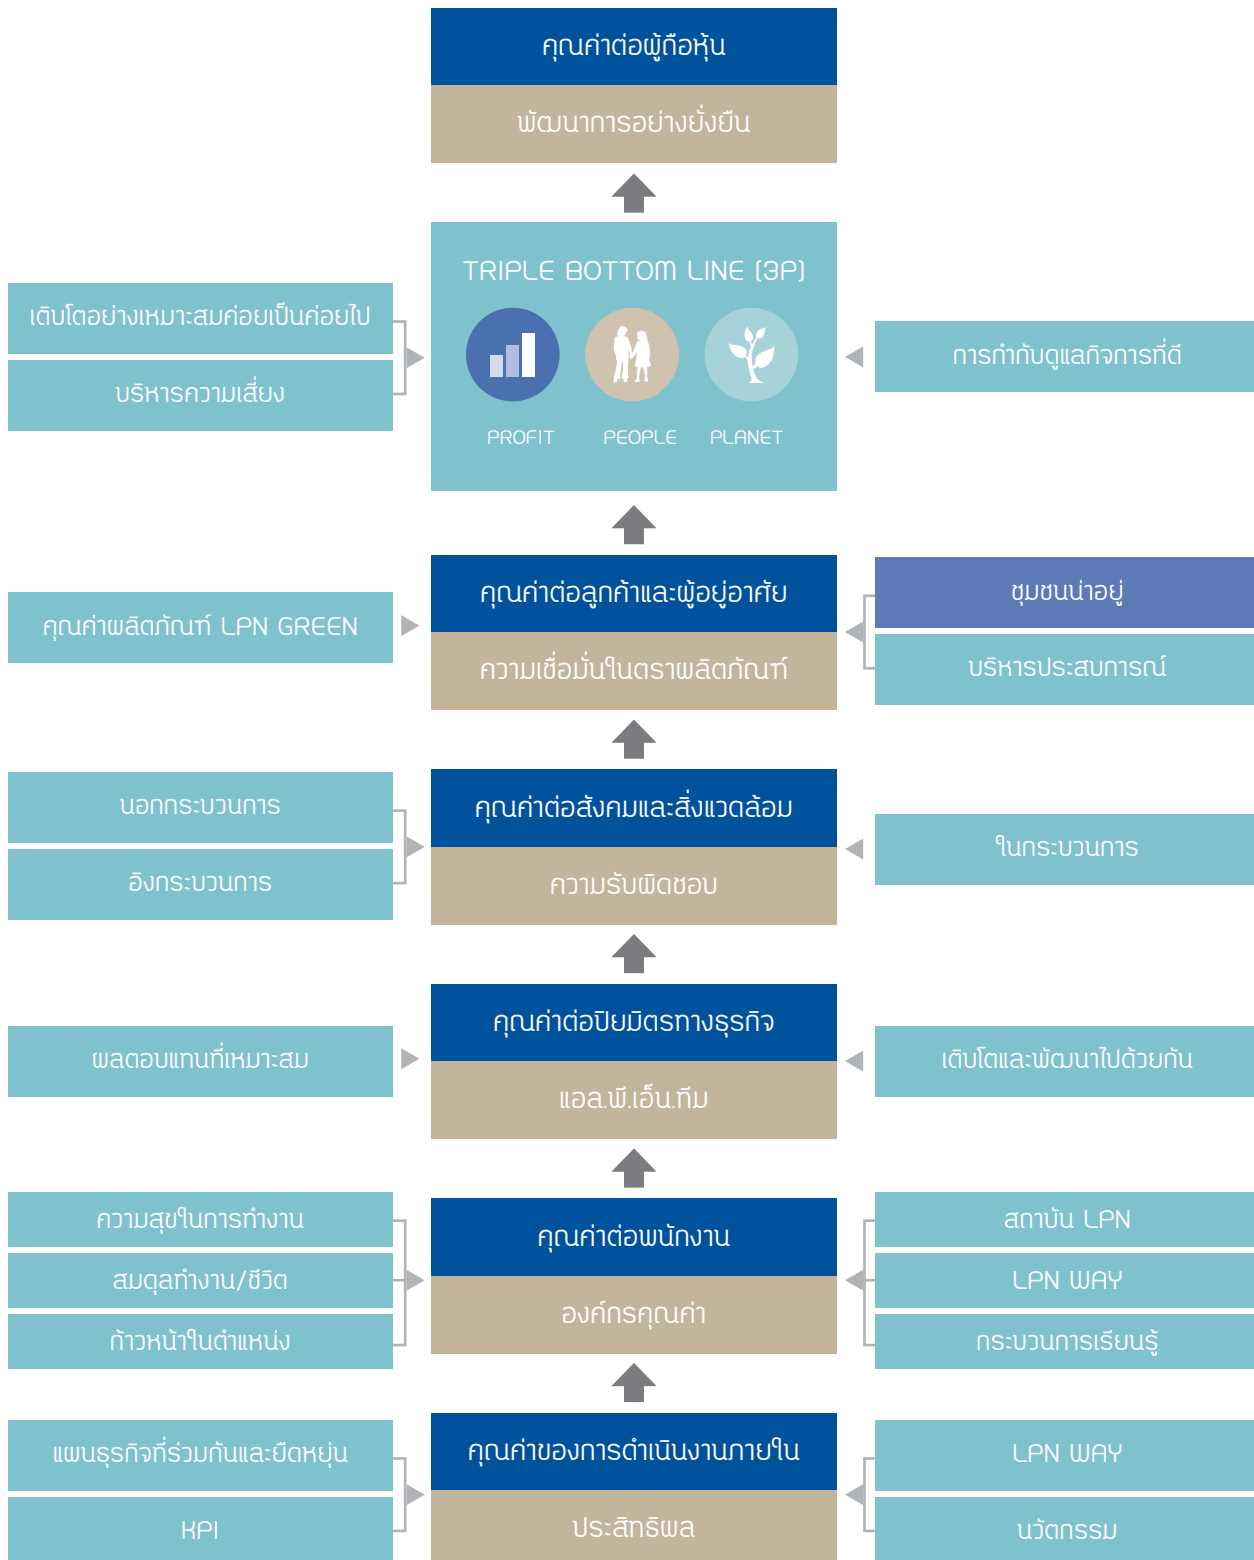 คุณค่าต่อผู้ถือหุ้น
พัฒนาการอย่างยั่งยืน
TRIPLE BOTTOM LINE (3P)
PROFIT
PEOPLE
PLANET
เติบโตอย่างเหมาะสมค่อยเป็นค่อยไป
บริหารความเสี่ยง
การกำกับดูแลกิจการที่ดี
คุณค่าผลิตภัณฑ์ LPN GREEN
คุณค่าต่อลูกค้าและผู้อยู่อาศัย
ความเชื่อมั่นในตราผลิตภัณฑ์
ชุมชนน่าอยู่
บริหารประสบการณ์
นอกกระบวนการ
อิงกระบวนการ
คุณค่าต่อสังคมและสิ่งแวดล้อม
ความรับผิดชอบ
ในกระบวนการ
ผลตอบแทนที่เหมาะสม
คุณค่าต่อปิยมิตรทางธุรกิจ
แอล.พี.เอ็น.ทีม
เติบโตและพัฒนาไปด้วยกัน
ความสุขในการทำงาน
สมดุลทำงาน/ชีวิต
ก้าวหน้าในตำแหน่ง
คุณค่าต่อพนักงาน
องค์กรคุณค่า
สถาบัน LPN
LPN WAY
กระบวนการเรียนรู้
แผนธุรกิจที่ร่วมกันและยืดหยุ่น
KPI
คุณค่าของการดำเนินงานภายใน
ประสิทธิผล
LPN WAY
นวัตกรรม